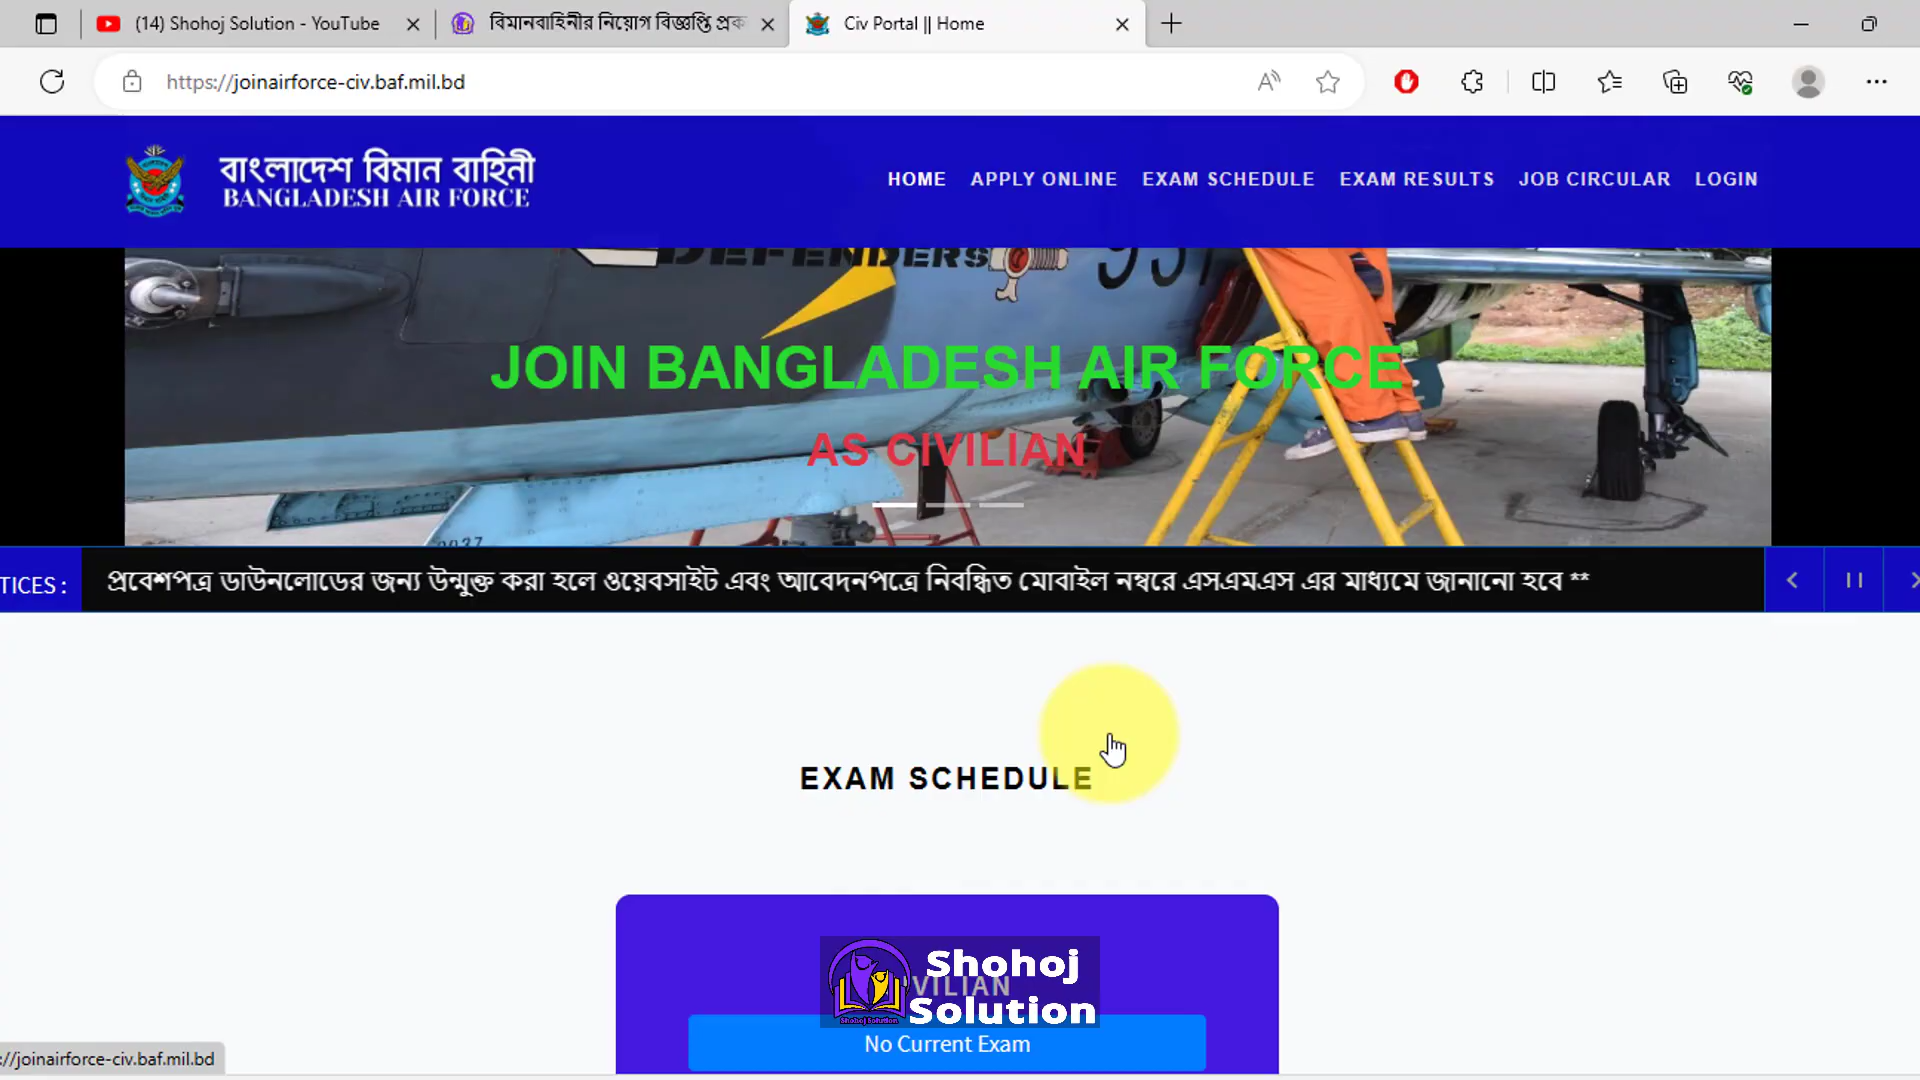 (14) Shohoj Solution - YouTube
বিমানবাহিনীর নিয়োগ বিজ্ঞপ্তি প্রক
Civ Portal || Home
https://joinairforce-civ.baf.mil.bd
বাংলাদেশ বিমান বাহিনী
BANGLADESH AIR FORCE
HOME
APPLY ONLINE
EXAM SCHEDULE
EXAM RESULTS
JOB CIRCULAR
LOGIN
DEFENDERS
JOIN BANGLADESH AIR FORCE
AS CIVILIAN
TICES :
প্রবেশপত্র ডাউনলোডের জন্য উন্মুক্ত করা হলে ওয়েবসাইট এবং আবেদনপত্রে নিবন্ধিত মোবাইল নম্বরে এসএমএস এর মাধ্যমে জানানো হবে **
EXAM SCHEDULE
VILIAN
Shohoj
Solution
Shohoj Solution
No Current Exam
://joinairforce-civ.baf.mil.bd